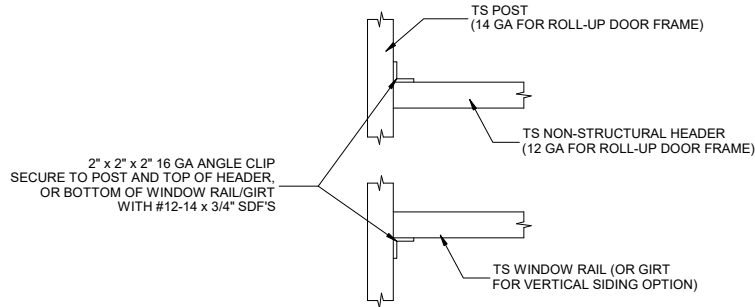 TS POST
(14 GA FOR ROLL-UP DOOR FRAME)
TS NON-STRUCTURAL HEADER
(12 GA FOR ROLL-UP DOOR FRAME)
2" x 2" x 2" 16 GA ANGLE CLIP
SECURE TO POST AND TOP OF HEADER,
OR BOTTOM OF WINDOW RAIL/GIRT
WITH #12-14 x 3/4" SDF'S
TS WINDOW RAIL (OR GIRT
FOR VERTICAL SIDING OPTION)